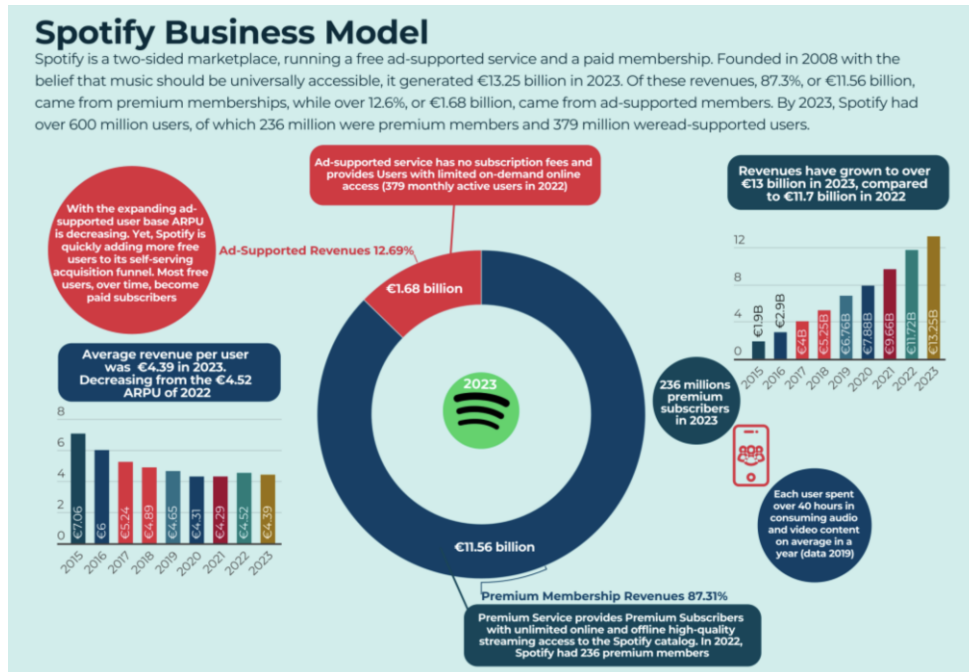 Spotify Business Model
Spotify is a two-sided marketplace, running a free ad-supported service and a paid membership. Founded in 2008 with the
belief that music should be universally accessible, it generated €13.25 billion in 2023. Of these revenues, 87.3%, or €11.56 billion,
came from premium memberships, while over 12.6%, or €1.68 billion, came from ad-supported members. By 2023, Spotify had
over 600 million users, of which 236 million were premium members and 379 million weread-supported users.
Ad-supported service has no subscription fees and
provides Users with limited on-demand online
access (379 monthly active users in 2022)
With the expanding ad-
supported user base ARPU
is decreasing. Yet, Spotify is
quickly adding more free
users to its self-serving
acquisition funnel. Most free
users, over time, become
paid subscribers
Ad-Supported Revenues 12.69%
€1.68 billion
2023
€11.56 billion
Premium Membership Revenues 87.31%
Premium Service provides Premium Subscribers
with unlimited online and offline high-quality
streaming access to the Spotify catalog. In 2022,
Spotify had 236 premium members
Average revenue per user
was €4.39 in 2023.
Decreasing from the €4.52
ARPU of 2022
8
6
4
2
0
€7.06
€6
€5.24
€4.89
€4.65
€4.31
€4.29
€4.52
€4.39
2015
2016
2017
2018
2019
2020
2021
2022
2023
Revenues have grown to over
€13 billion in 2023, compared
to €11.7 billion in 2022
12
8
4
0
€1.9B
€2.9B
€4B
€5.25B
€6.76B
€7.88B
€9.66B
€11.72B
€13.25B
2015
2016
2017
2018
2019
2020
2021
2022
2023
236 millions
premium
subscribers
in 2023
Each user spent
over 40 hours in
consuming audio
and video content
on average in a
year (data 2019)